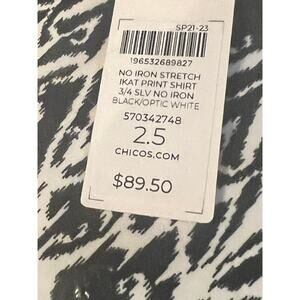 SP21-23
196532689827
NO IRON STRETCH
IKAT PRINT SHIRT
3/4 SLV NO IRON
BLACK/OPTIC WHITE
570342748
2.5
CHICOS.COM
$89.50